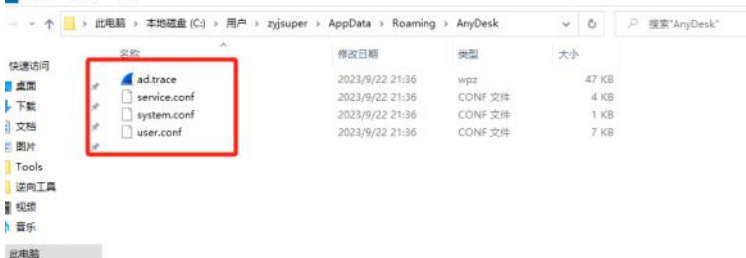 此电脑 › 本地磁盘 (C:) › 用户 › zyjsuper › AppData › Roaming › AnyDesk 搜索"AnyDesk"
名称 修改日期 类型 大小
快速访问
ad.trace 2023/9/22 21:36 wpz 47 KB
桌面
service.conf 2023/9/22 21:36 CONF 文件 4 KB
下载
system.conf 2023/9/22 21:36 CONF 文件 1 KB
文档
user.conf 2023/9/22 21:36 CONF 文件 7 KB
图片
Tools
逆向工具
视频
音乐
此电脑